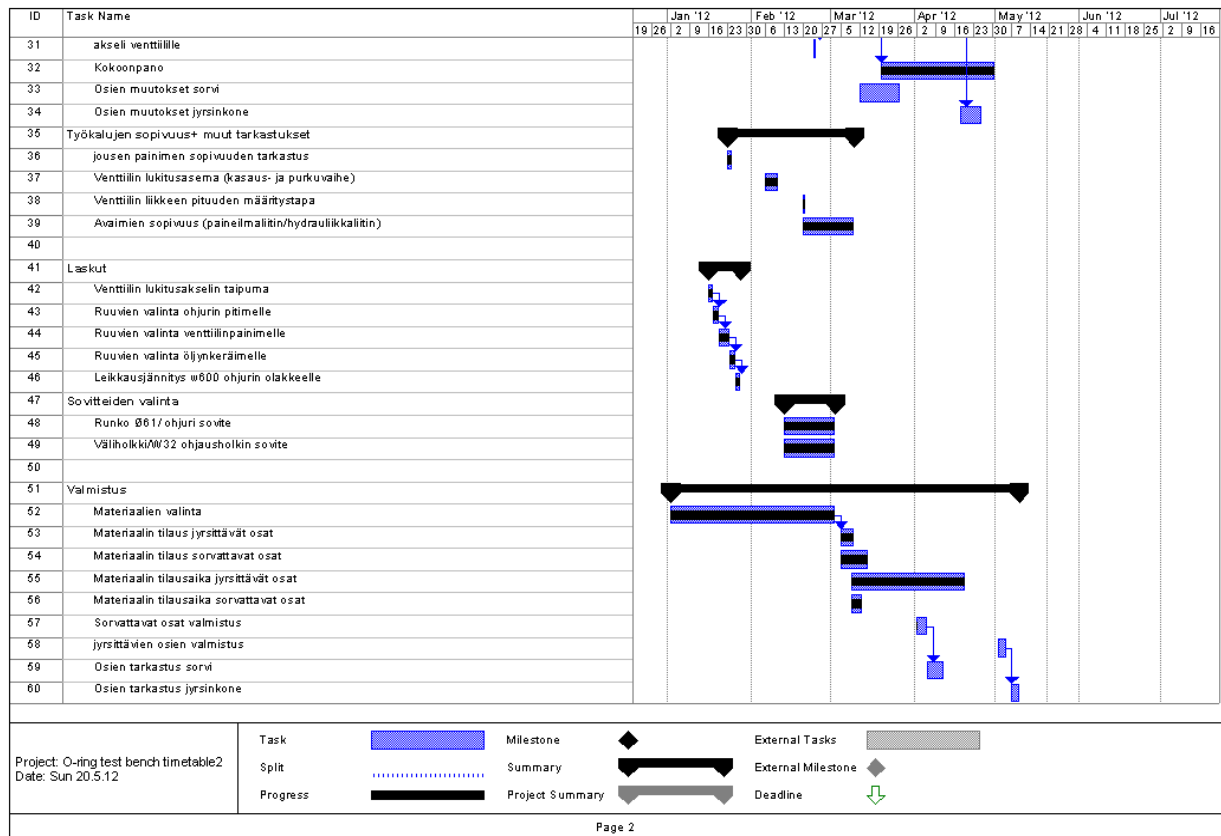 ID Task Name Jan '12 Feb '12 Mar '12 Apr '12 May '12 Jun '12 Jul '12
19 26 2 9 16 23 30 6 13 20 27 5 12 19 26 2 9 16 23 30 7 14 21 28 4 11 18 25 2 9 16
31 akseli venttiilille
32 Kokoonpano
33 Osien muutokset sorvi
34 Osien muutokset jyrsinkone
35 Työkalujen sopivuus+ muut tarkastukset
36 jousen painimen sopivuuden tarkastus
37 Venttiilin lukitusasema (kasaus- ja purkuvaihe)
38 Venttiilin liikkeen pituuden määritystapa
39 Avaimien sopivuus (paineilmaliitin/hydrauliikkaliitin)
40
41 Laskut
42 Venttiilin lukitusakselin taipuma
43 Ruuvien valinta ohjurin pitimelle
44 Ruuvien valinta venttiilinpainimelle
45 Ruuvien valinta öljynkeräimelle
46 Leikkausjännitys w600 ohjurin olakkeelle
47 Sovitteiden valinta
48 Runko Ø61/ ohjuri sovite
49 Väliholkki/W32 ohjausholkin sovite
50
51 Valmistus
52 Materiaalien valinta
53 Materiaalin tilaus jyrsittävät osat
54 Materiaalin tilaus sorvattavat osat
55 Materiaalin tilausaika jyrsittävät osat
56 Materiaalin tilausaika sorvattavat osat
57 Sorvattavat osat valmistus
58 jyrsittävien osien valmistus
59 Osien tarkastus sorvi
60 Osien tarkastus jyrsinkone
Project: O-ring test bench timetable2
Date: Sun 20.5.12
Task Milestone External Tasks
Split Summary External Milestone
Progress Project Summary Deadline
Page 2